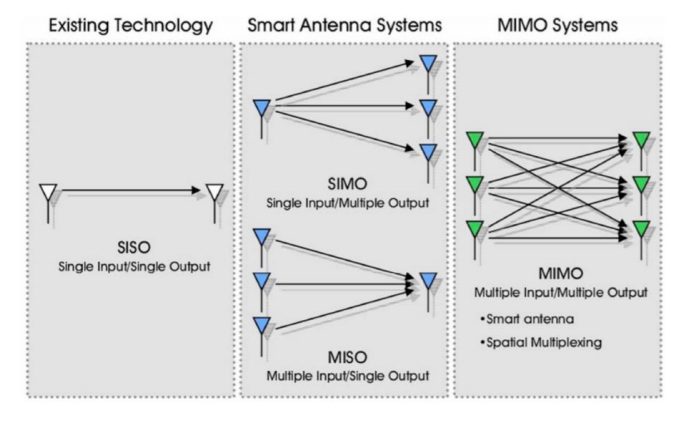 Existing Technology
Smart Antenna Systems
MIMO Systems
SISO
Single Input/Single Output
SIMO
Single Input/Multiple Output
MISO
Multiple Input/Single Output
MIMO
Multiple Input/Multiple Output
•Smart antenna
•Spatial Multiplexing